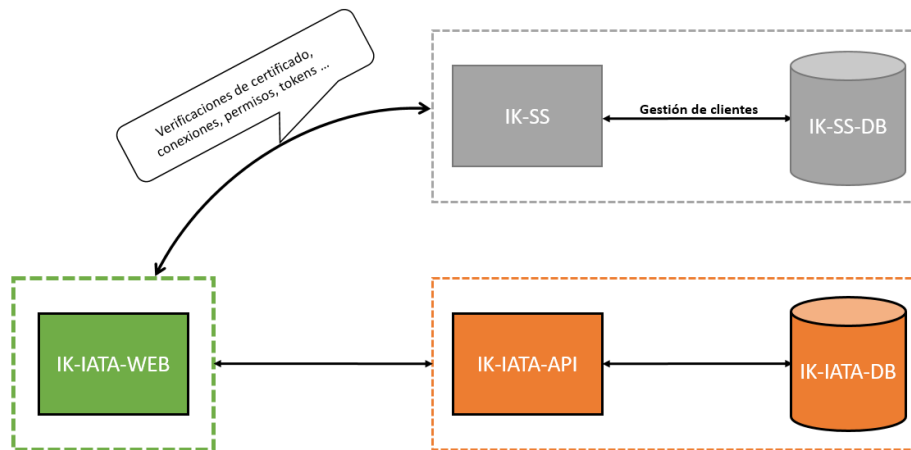 Verificaciones de certificado,
conexiones, permisos, tokens ...
IK-SS
Gestión de clientes
IK-SS-DB
IK-IATA-WEB
IK-IATA-API
IK-IATA-DB